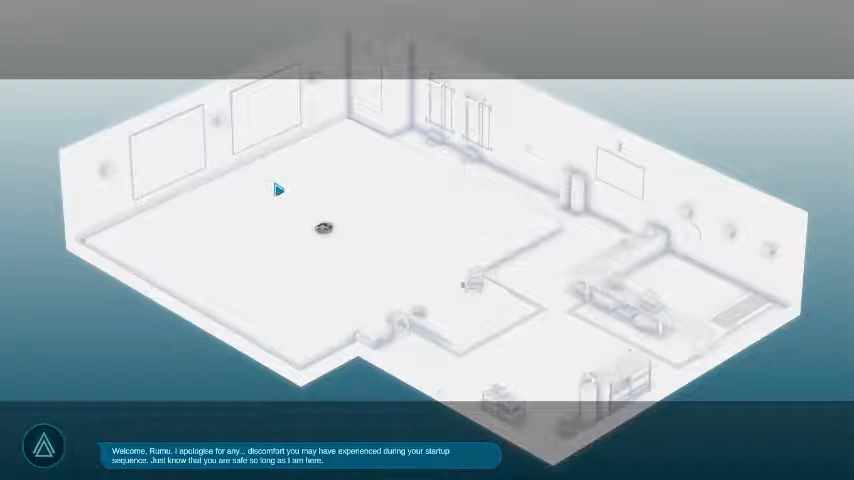 Welcome, Rumu. I apologise for any... discomfort you may have experienced during your startup
sequence. Just know that you are safe so long as I am here.